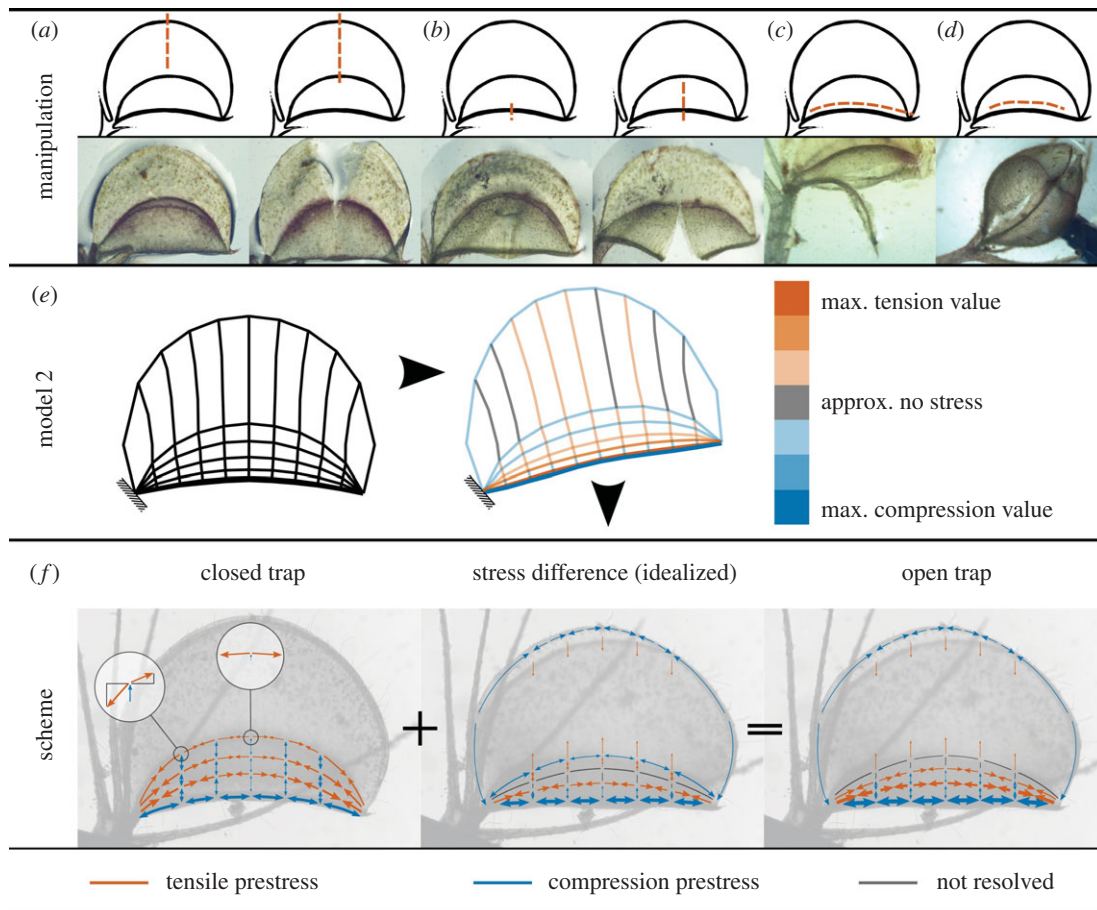 (a)
(b)
(c)
(d)
manipulation
(e)
model 2
max. tension value
approx. no stress
max. compression value
(f)
closed trap
stress difference (idealized)
open trap
scheme
+
=
tensile prestress
compression prestress
not resolved